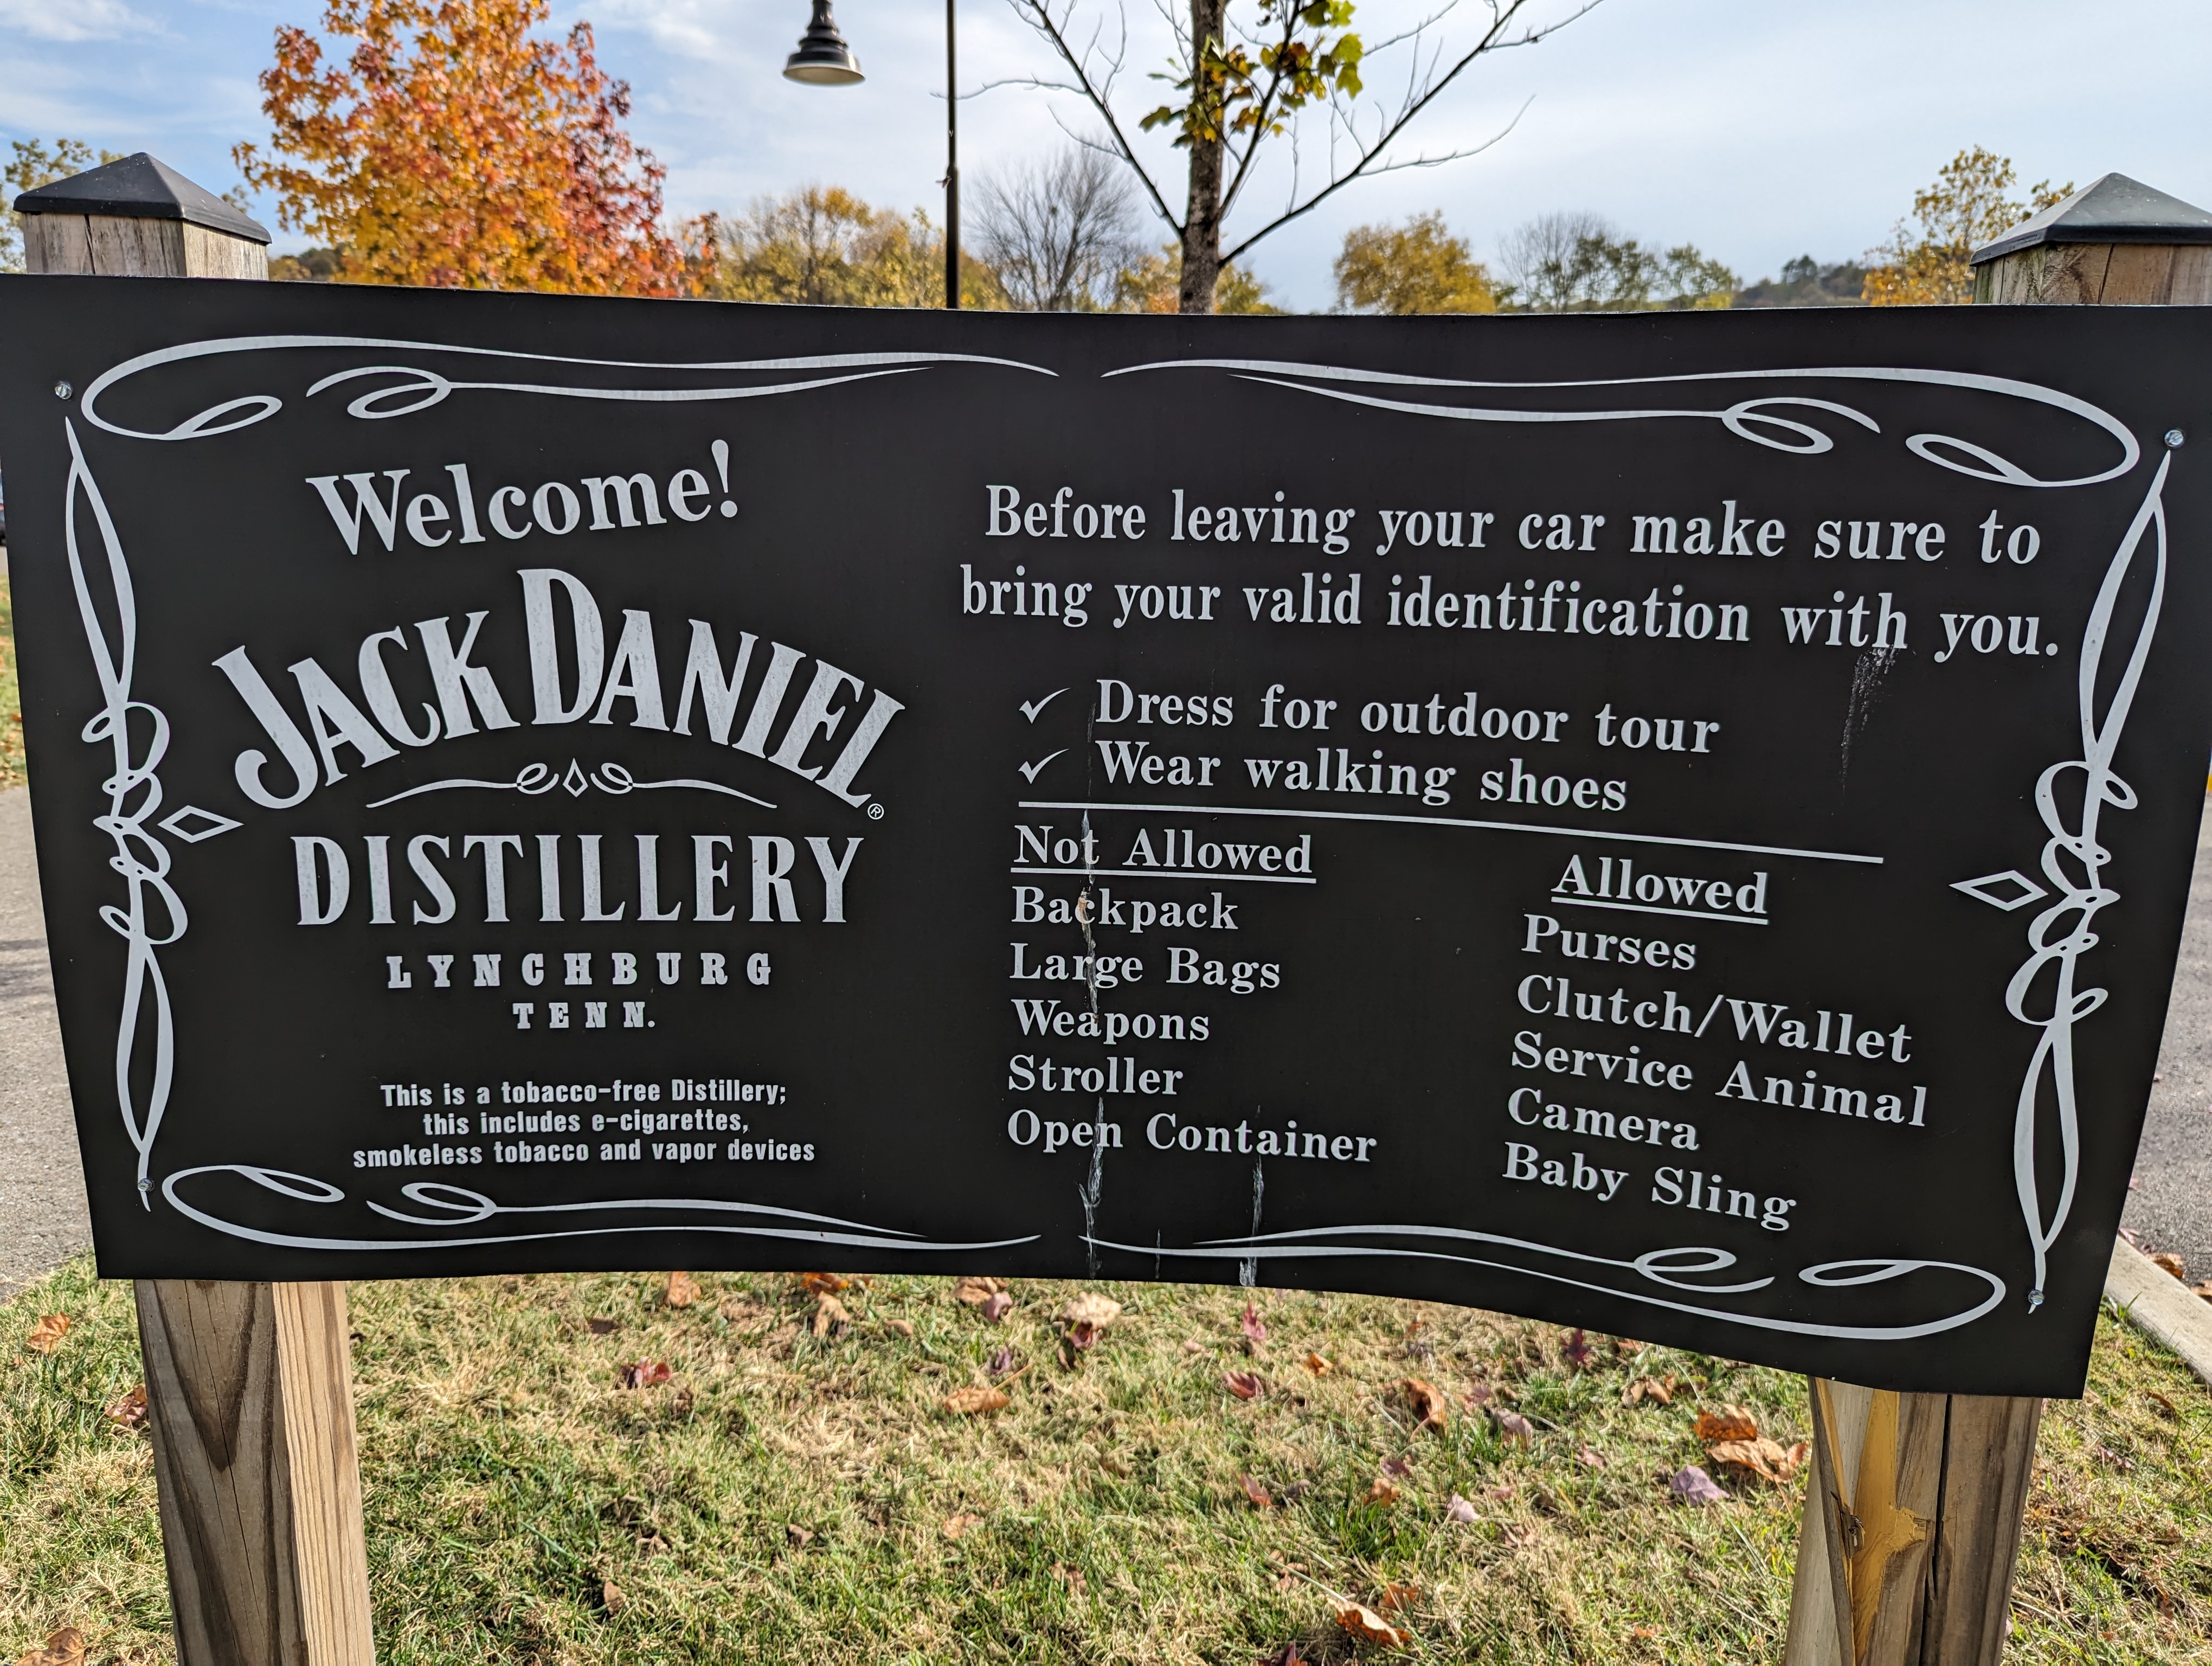 Welcome!
JACK DANIEL®
DISTILLERY
LYNCHBURG
TENN.
This is a tobacco-free Distillery;
this includes e-cigarettes,
smokeless tobacco and vapor devices
Before leaving your car make sure to
bring your valid identification with you.
✓ Dress for outdoor tour
✓ Wear walking shoes
Not Allowed
Backpack
Large Bags
Weapons
Stroller
Open Container
Allowed
Purses
Clutch/Wallet
Service Animal
Camera
Baby Sling